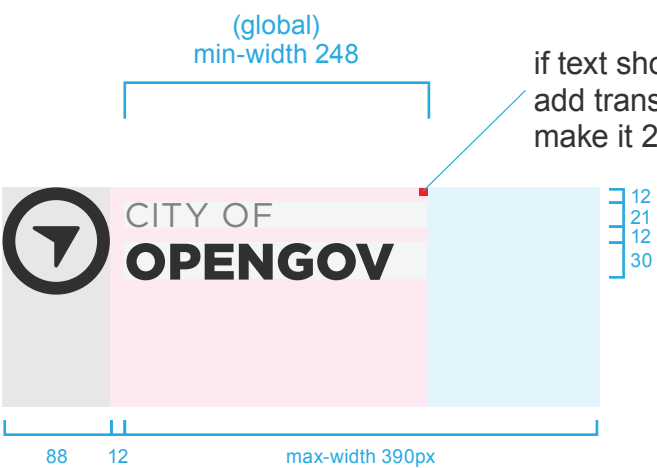 (global)
min-width 248
if text sho
add trans
make it 2
CITY OF
OPENGOV
12
21
12
30
88
12
max-width 390px